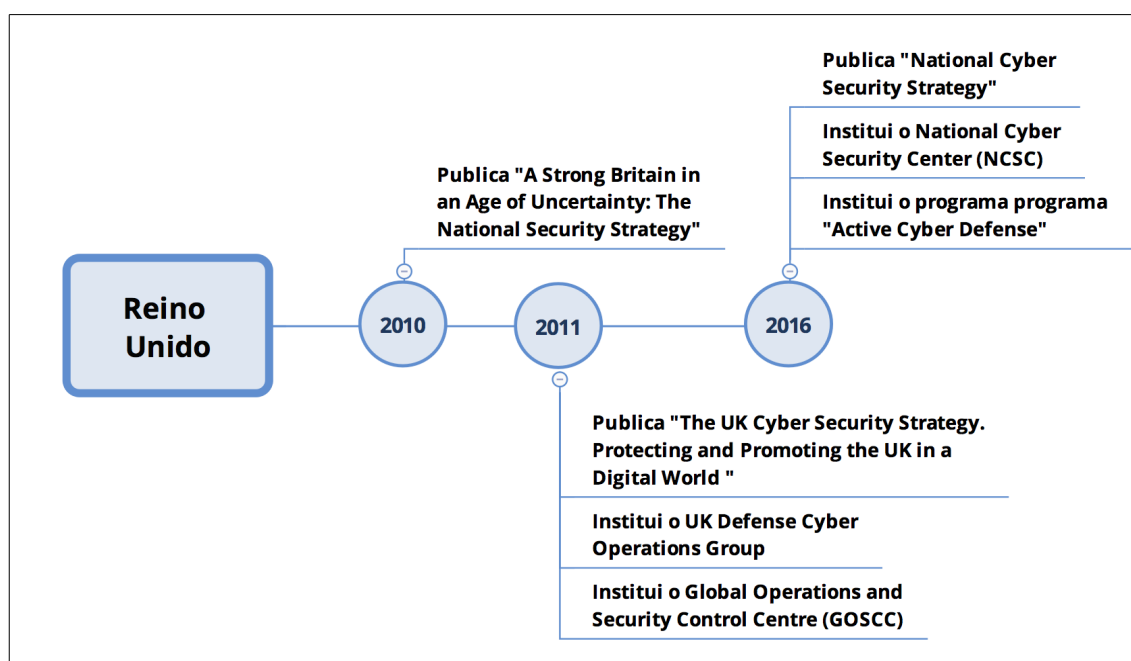 Reino
Unido
2010
Publica "A Strong Britain in
an Age of Uncertainty: The
National Security Strategy"
2011
Publica "The UK Cyber Security Strategy.
Protecting and Promoting the UK in a
Digital World "
Institui o UK Defense Cyber
Operations Group
Institui o Global Operations and
Security Control Centre (GOSCC)
2016
Publica "National Cyber
Security Strategy"
Institui o National Cyber
Security Center (NCSC)
Institui o programa programa
"Active Cyber Defense"